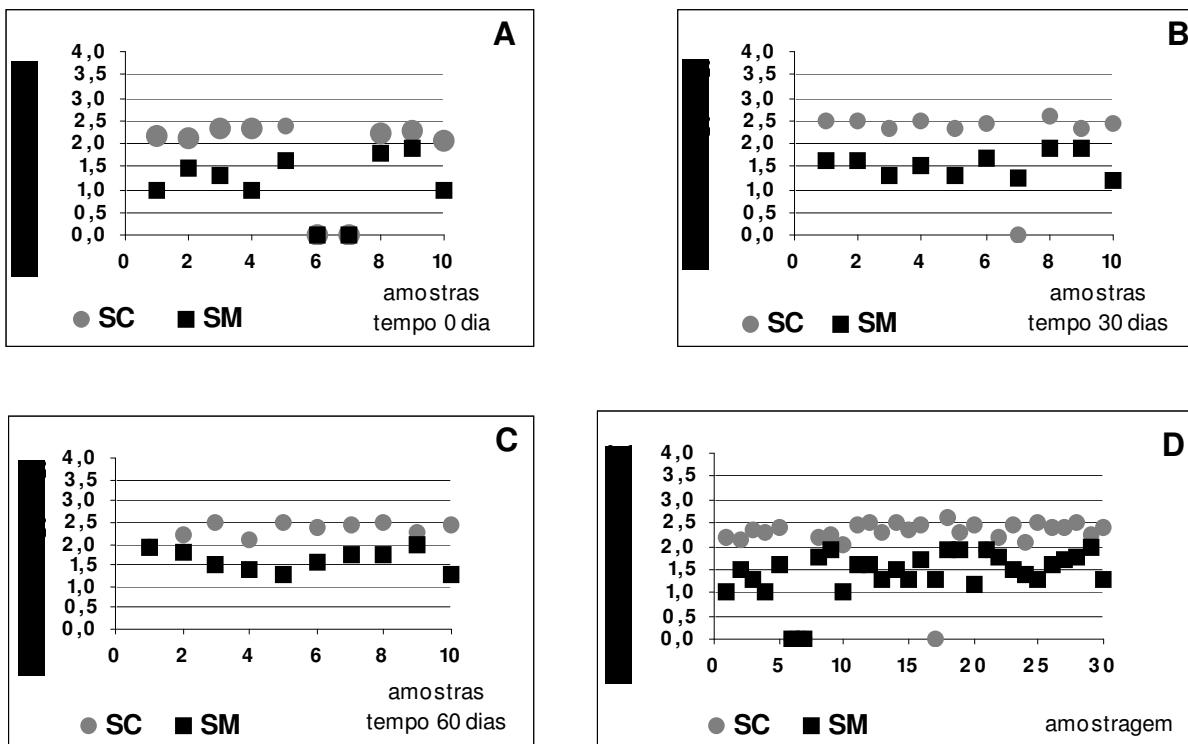 A
4,0
3,5
3,0
2,5
2,0
1,5
1,0
0,5
0,0
0 2 4 6 8 10
amostras
SC SM
tempo 0 dia
B
4,0
3,5
3,0
2,5
2,0
1,5
1,0
0,5
0,0
0 2 4 6 8 10
amostras
SC SM
tempo 30 dias
C
4,0
3,5
3,0
2,5
2,0
1,5
1,0
0,5
0,0
0 2 4 6 8 10
amostras
SC SM
tempo 60 dias
D
4,0
3,5
3,0
2,5
2,0
1,5
1,0
0,5
0,0
0 5 10 15 20 25 30
SC SM
amostragem